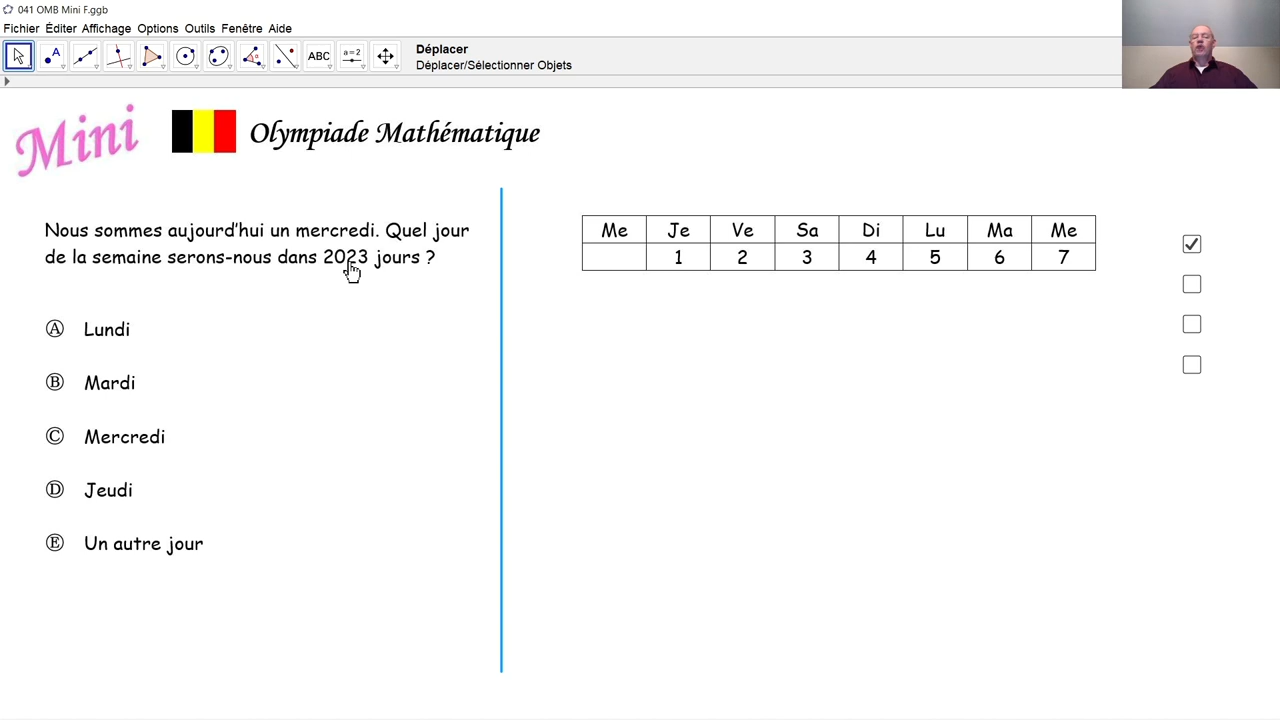 041 OMB Mini F.ggb
Fichier Éditer Affichage Options Outils Fenêtre Aide
A ABC a=2 Déplacer
Déplacer/Sélectionner Objets
Mini
Olympiade Mathématique
Nous sommes aujourd'hui un mercredi. Quel jour
de la semaine serons-nous dans 2023 jours ?
Ⓐ Lundi
Ⓑ Mardi
Ⓒ Mercredi
Ⓓ Jeudi
Ⓔ Un autre jour
Me Je Ve Sa Di Lu Ma Me
1 2 3 4 5 6 7